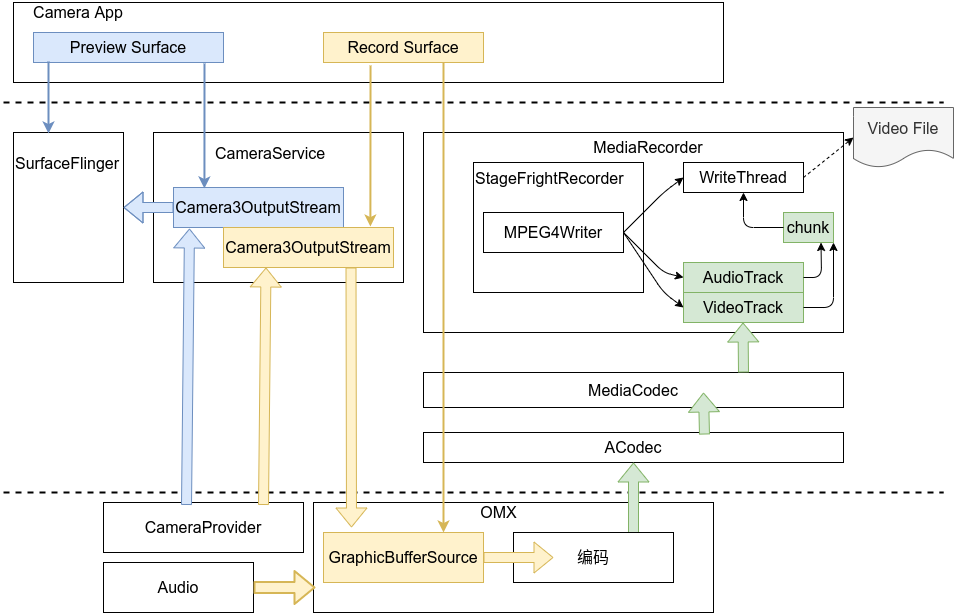 Camera App
Preview Surface
Record Surface
Video File
SurfaceFlinger
CameraService
MediaRecorder
StageFrightRecorder
WriteThread
Camera3OutputStream
chunk
MPEG4Writer
Camera3OutputStream
AudioTrack
VideoTrack
MediaCodec
ACodec
OMX
CameraProvider
GraphicBufferSource
编码
Audio